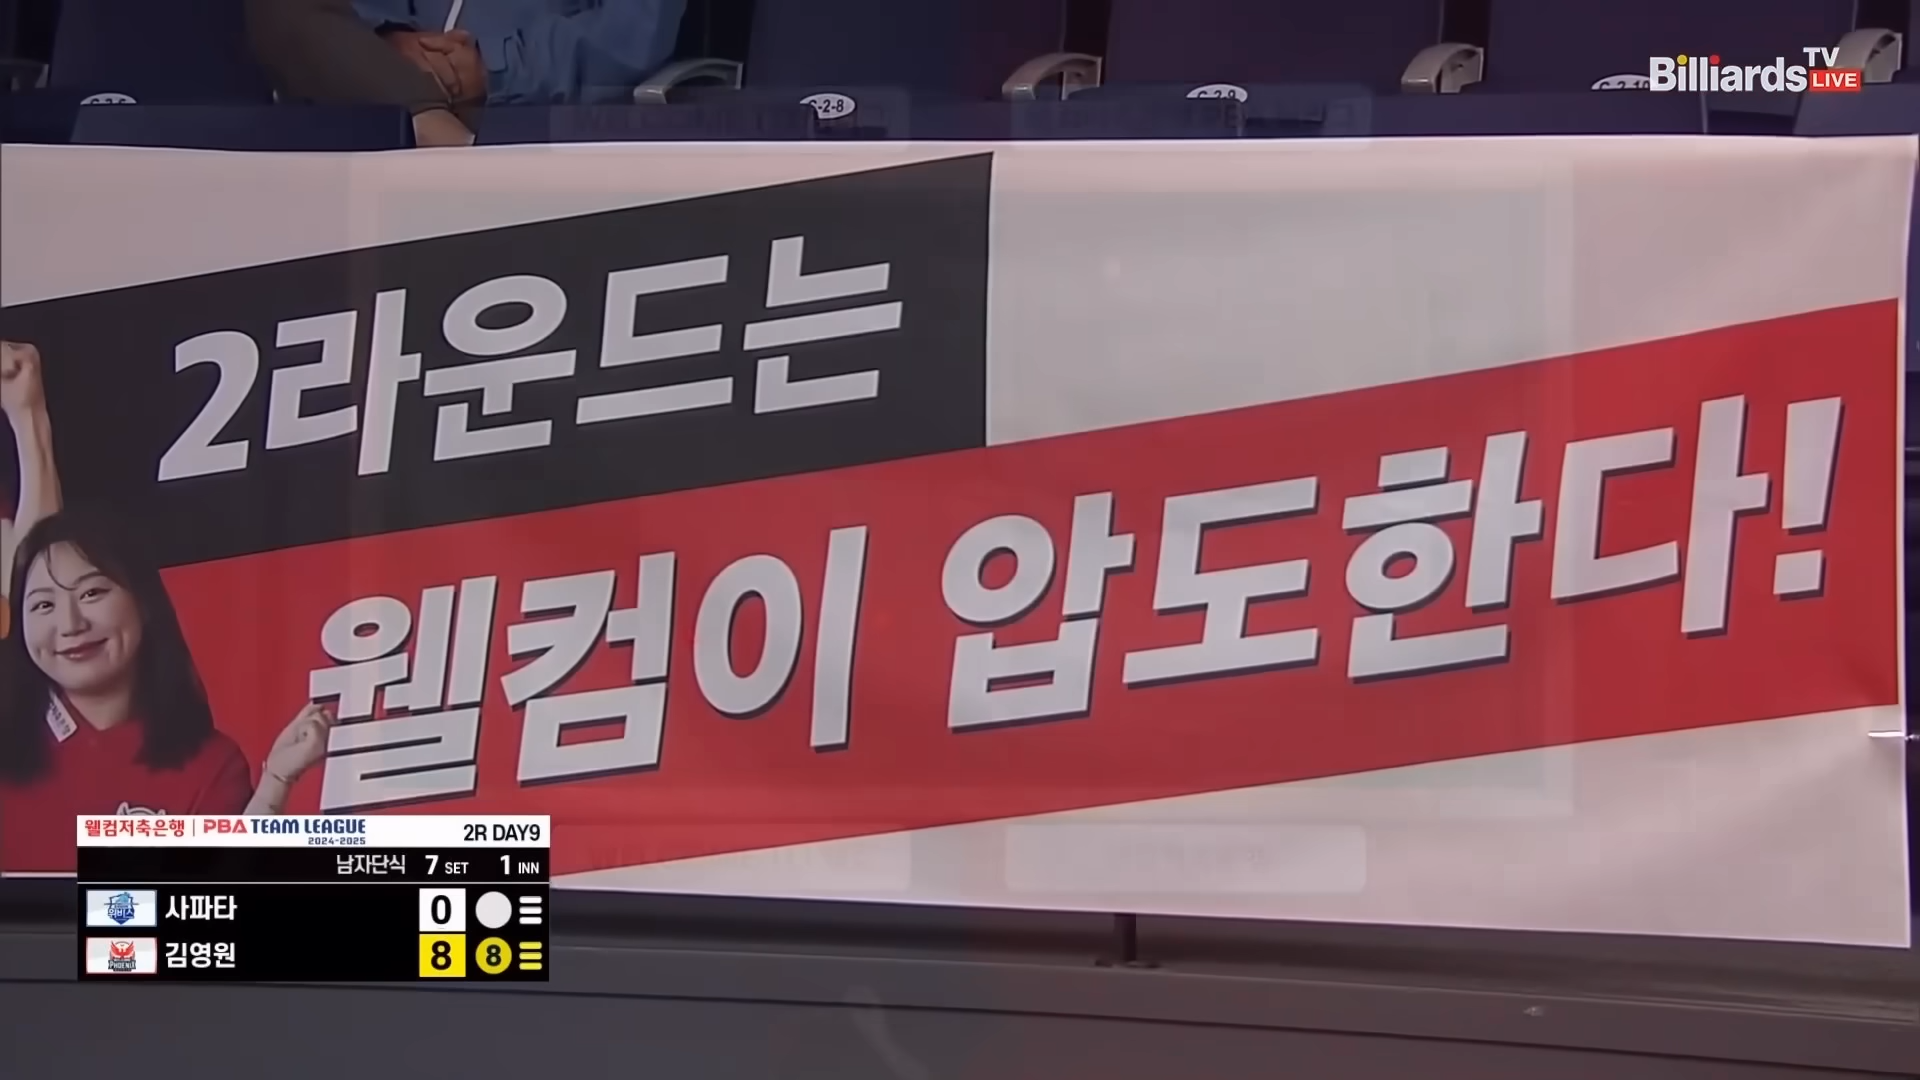 Billiards TV
LIVE
C-2-8
2라운드는
웰컴이 압도한다!
웰컴저축은행 | PBA TEAM LEAGUE
2024-2025
2R DAY9
남자단식 7 SET 1 INN
사파타 0
김영원 8 8